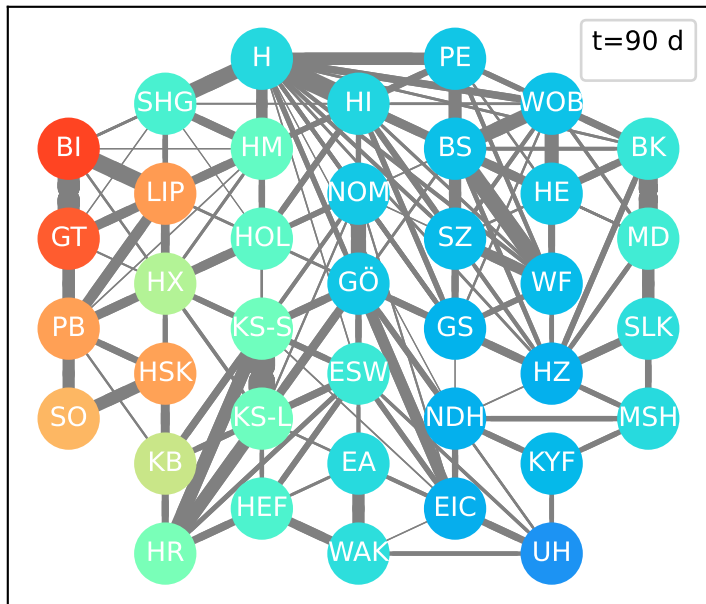 t=90 d
H
PE
SHG
HI
WOB
BI
HM
BS
BK
LIP
NOM
HE
GT
HOL
SZ
MD
HX
GÖ
WF
PB
KS-S
GS
SLK
HSK
ESW
HZ
SO
KS-L
NDH
MSH
KB
EA
KYF
HEF
EIC
HR
WAK
UH